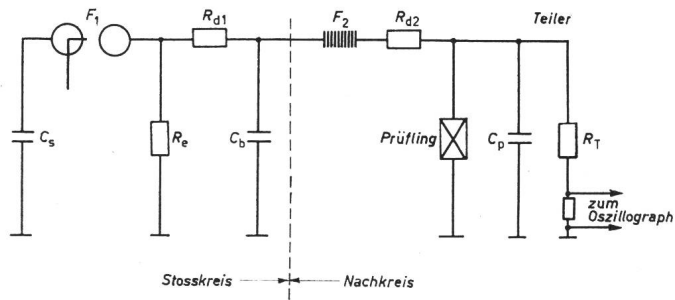 F1
Rd1
F2
Rd2
Teiler
Cs
Re
Cb
Prüfling
Cp
RT
zum
Oszillograph
Stosskreis
Nachkreis